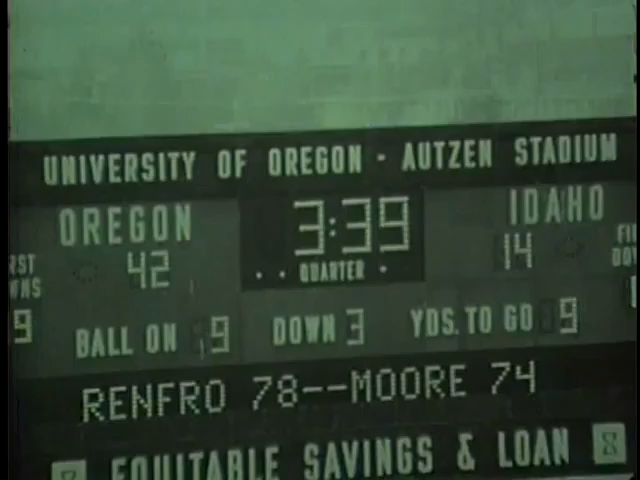 UNIVERSITY OF OREGON - AUTZEN STADIUM
OREGON 3:39 IDAHO
42 QUARTER 14
BALL ON 9 DOWN 3 YDS. TO GO 9
RENFRO 78--MOORE 74
EQUITABLE SAVINGS & LOAN